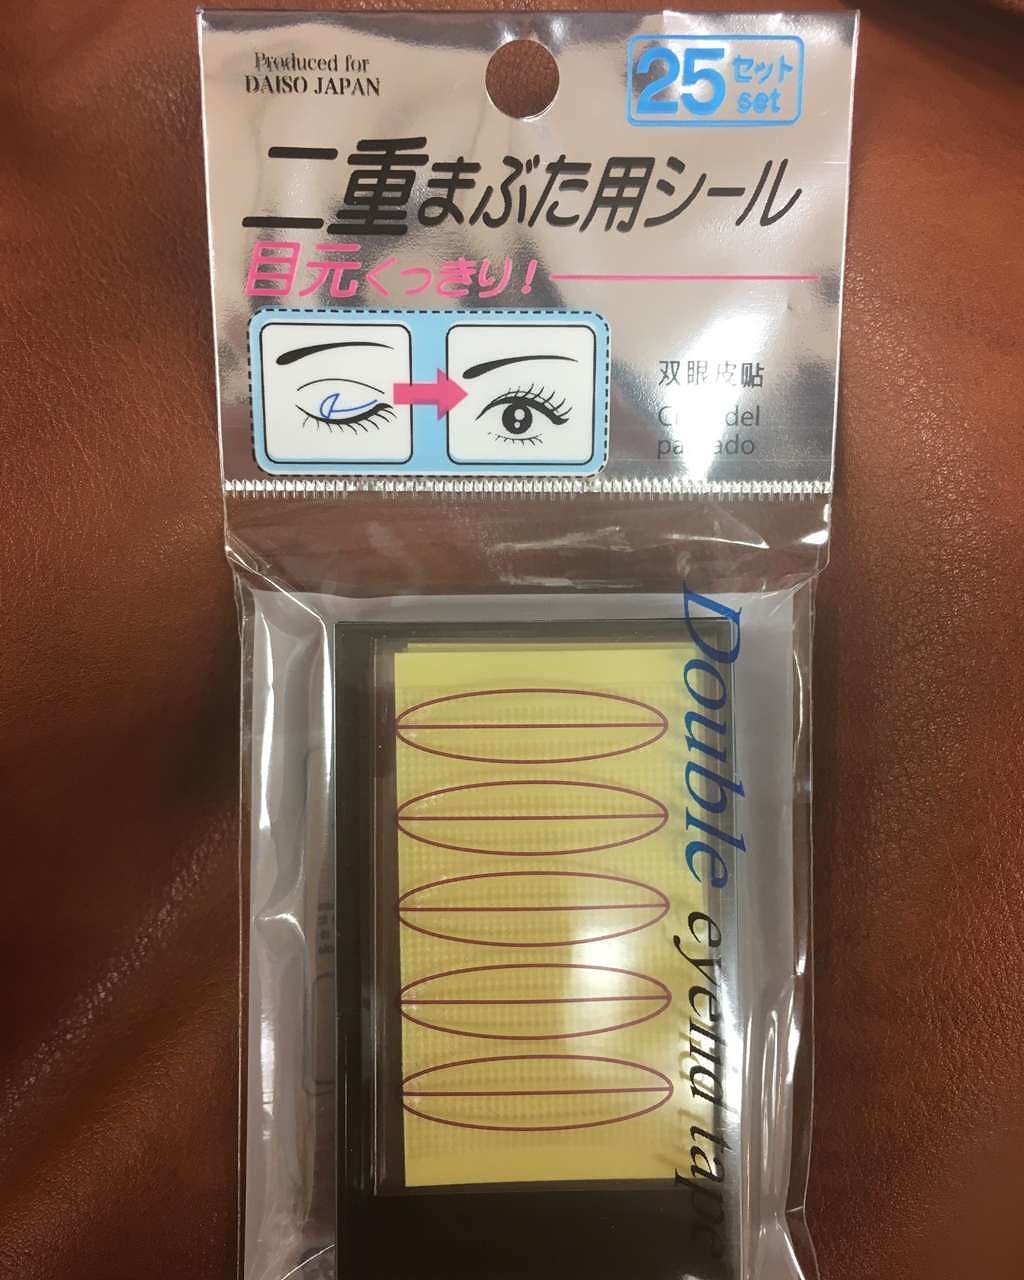 Produced for
DAISO JAPAN
25セット
set
二重まぶた用シール
目元くっきり!
双眼皮贴
Double eyelid tape